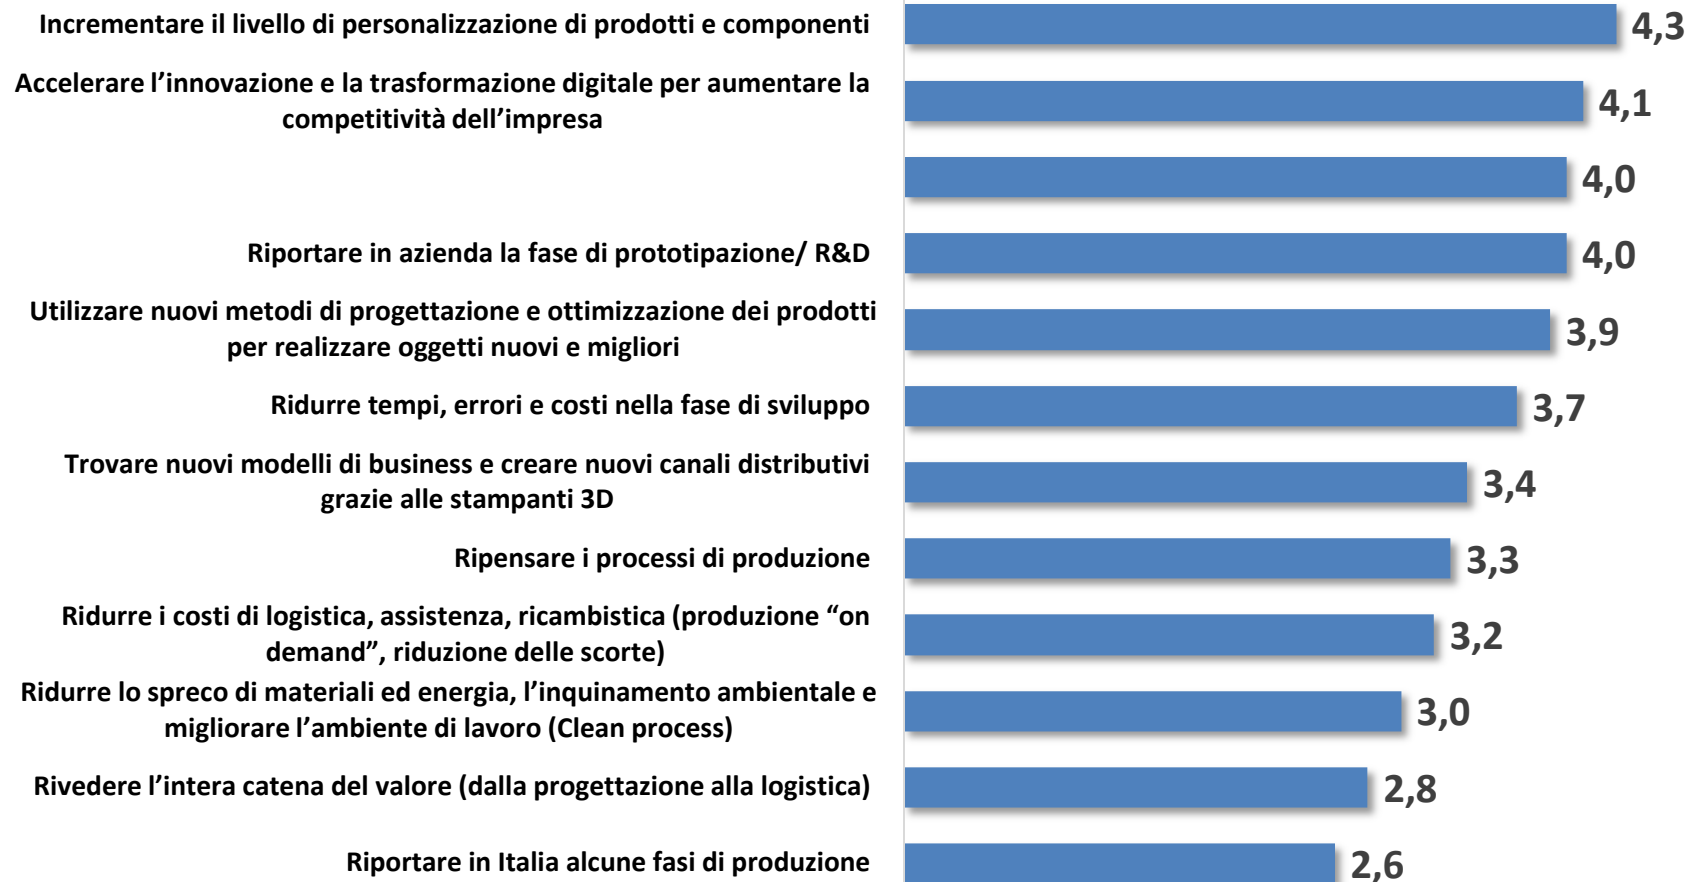 Incrementare il livello di personalizzazione di prodotti e componenti
4,3
Accelerare l’innovazione e la trasformazione digitale per aumentare la
competitività dell’impresa
4,1
4,0
Riportare in azienda la fase di prototipazione/ R&D
4,0
Utilizzare nuovi metodi di progettazione e ottimizzazione dei prodotti
per realizzare oggetti nuovi e migliori
3,9
Ridurre tempi, errori e costi nella fase di sviluppo
3,7
Trovare nuovi modelli di business e creare nuovi canali distributivi
grazie alle stampanti 3D
3,4
Ripensare i processi di produzione
3,3
Ridurre i costi di logistica, assistenza, ricambistica (produzione “on
demand”, riduzione delle scorte)
3,2
Ridurre lo spreco di materiali ed energia, l’inquinamento ambientale e
migliorare l’ambiente di lavoro (Clean process)
3,0
Rivedere l’intera catena del valore (dalla progettazione alla logistica)
2,8
Riportare in Italia alcune fasi di produzione
2,6